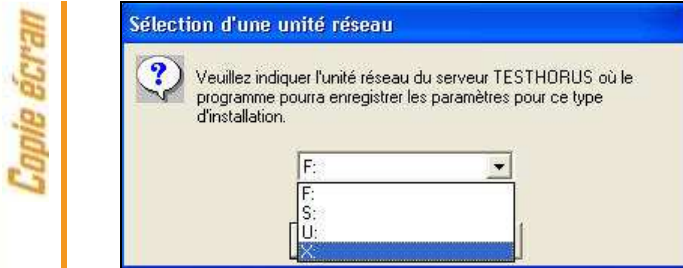 Copie écran
Sélection d'une unité réseau
Veuillez indiquer l'unité réseau du serveur TESTHORUS où le
programme pourra enregistrer les paramètres pour ce type
d'installation.
F:
F:
S:
U:
X: